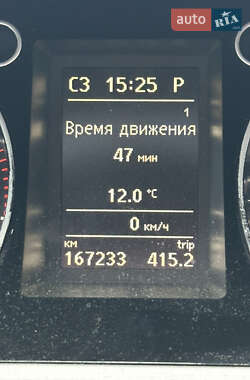 auto RIA
.com
СЗ 15:25 P
1
Время движения
47 мин
12.0 °C
0 км/ч
км trip
167233 415.2